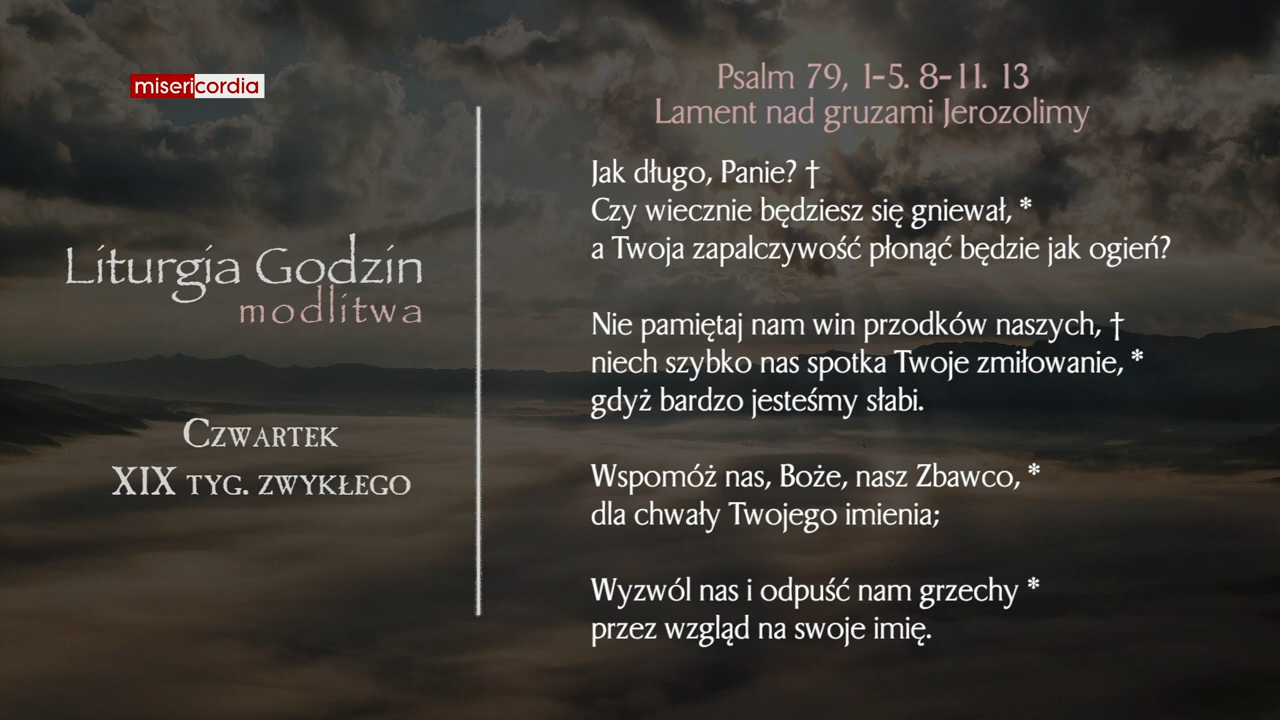 misericordia
Liturgia Godzin
modlitwa
Czwartek
XIX tyg. zwykłego
Psalm 79, 1-5. 8-11. 13
Lament nad gruzami Jerozolimy
Jak długo, Panie? †
Czy wiecznie będziesz się gniewał, *
a Twoja zapalczywość płonąć będzie jak ogień?
Nie pamiętaj nam win przodków naszych, †
niech szybko nas spotka Twoje zmiłowanie, *
gdyż bardzo jesteśmy słabi.
Wspomóż nas, Boże, nasz Zbawco, *
dla chwały Twojego imienia;
Wyzwól nas i odpuść nam grzechy *
przez wzgląd na swoje imię.